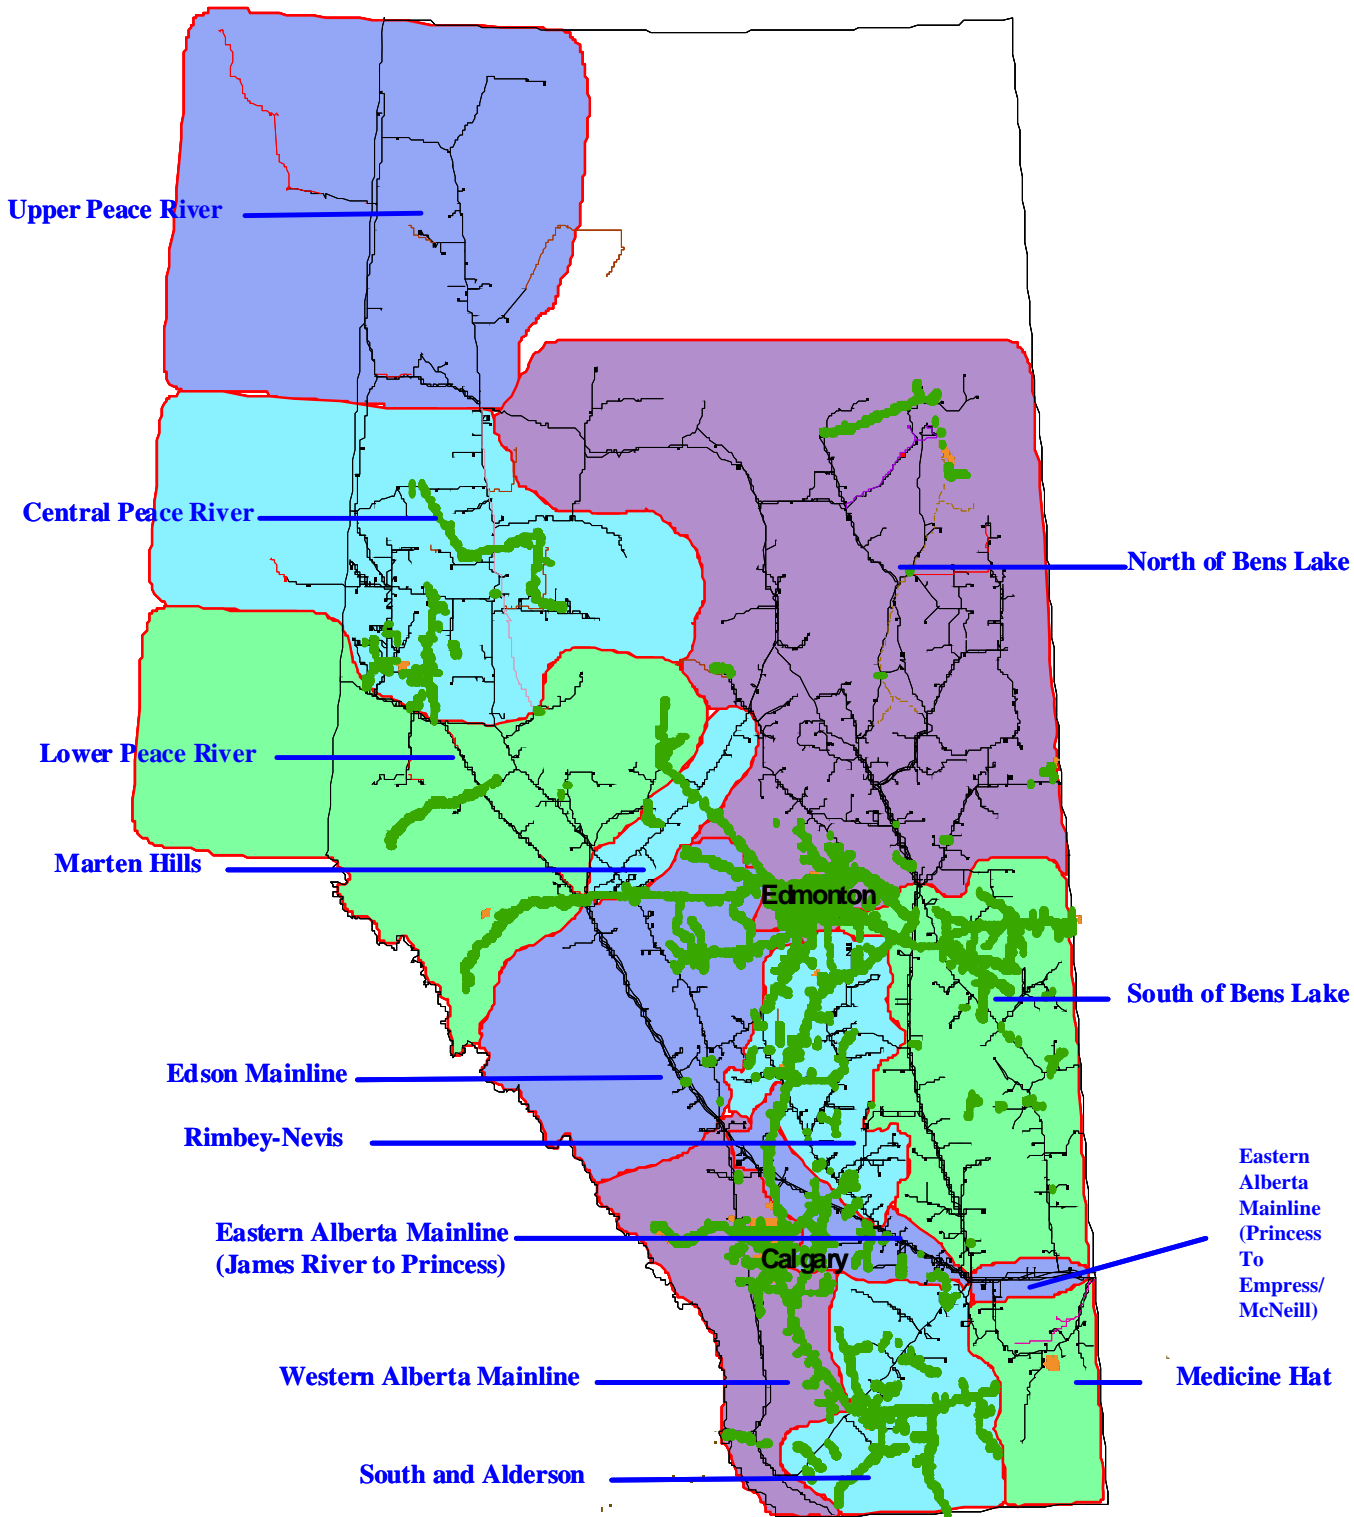 Upper Peace River
Central Peace River
North of Bens Lake
Lower Peace River
Marten Hills
Edmonton
South of Bens Lake
Edson Mainline
Rimbey-Nevis
Eastern
Alberta
Mainline
(Princess
To
Empress/
McNeill)
Eastern Alberta Mainline
(James River to Princess)
Calgary
Western Alberta Mainline
Medicine Hat
South and Alderson